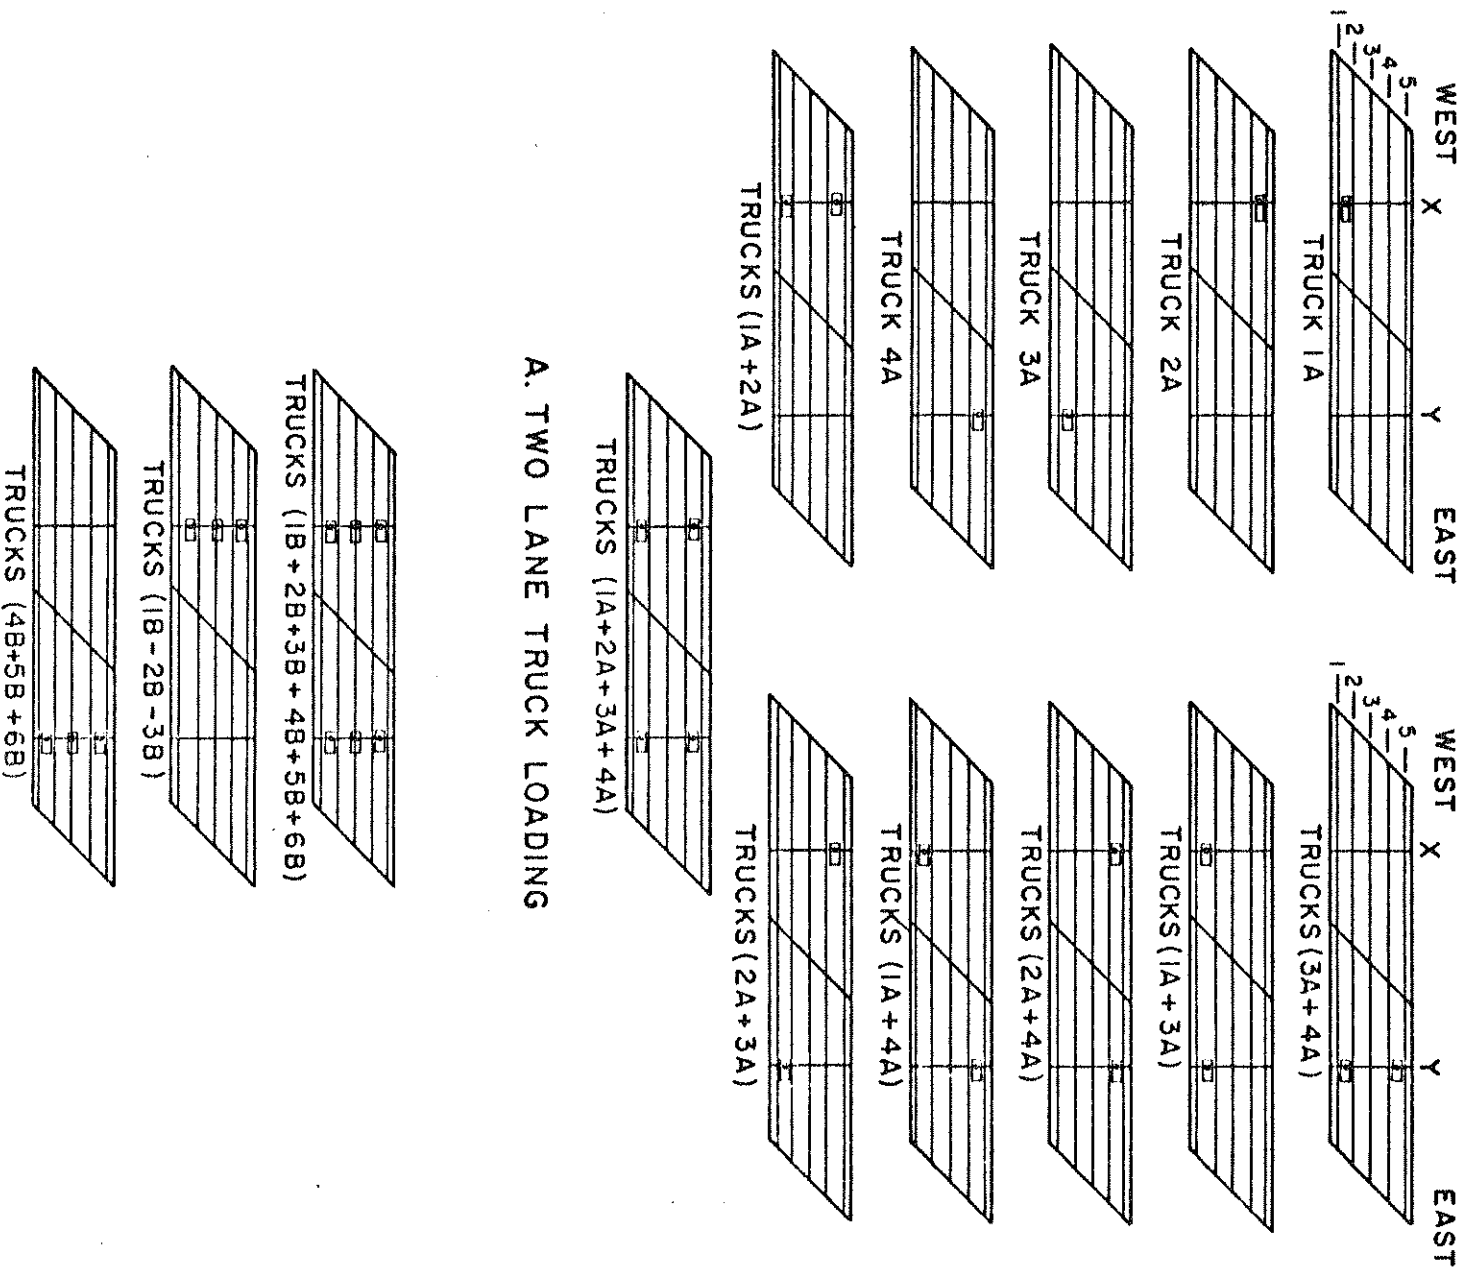 WEST X Y EAST WEST X Y EAST
5 5
4 4
3 3
2 2
1 1
TRUCK 1A TRUCKS (3A+4A)
TRUCK 2A TRUCKS (1A+3A)
TRUCK 3A TRUCKS (2A+4A)
TRUCK 4A TRUCKS (1A+4A)
TRUCKS (1A+2A) TRUCKS (2A+3A)
TRUCKS (1A+2A+3A+4A)
A. TWO LANE TRUCK LOADING
TRUCKS (1B+2B+3B+4B+5B+6B)
TRUCKS (1B-2B-3B)
TRUCKS (4B+5B+6B)